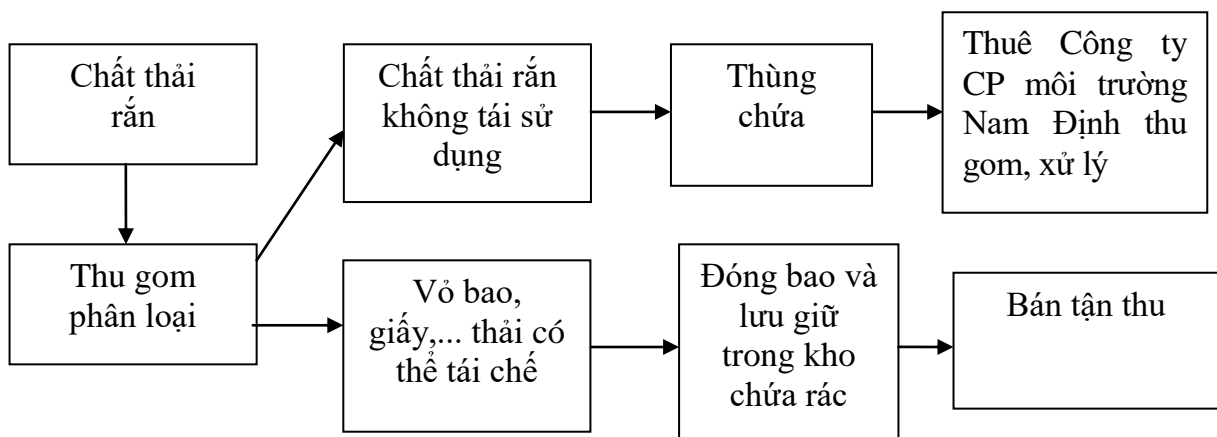 Chất thải
rắn
Chất thải rắn
không tái sử
dụng
Thùng
chứa
Thuê Công ty
CP môi trường
Nam Định thu
gom, xử lý
Thu gom
phân loại
Vỏ bao,
giấy,... thải có
thể tái chế
Đóng bao và
lưu giữ
trong kho
chứa rác
Bán tận thu